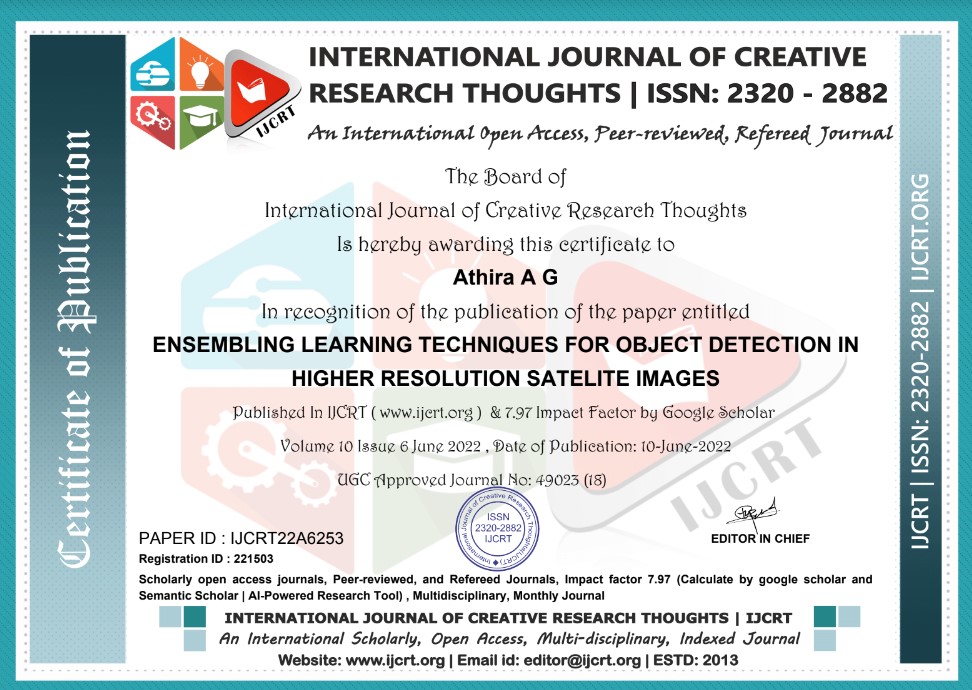 Certificate of Publication
IJCRT
INTERNATIONAL JOURNAL OF CREATIVE
RESEARCH THOUGHTS | ISSN: 2320 - 2882
An International Open Access, Peer-reviewed, Refereed Journal
The Board of
International Journal of Creative Research Thoughts
Is hereby awarding this certificate to
Athira A G
In recognition of the publication of the paper entitled
ENSEMBLING LEARNING TECHNIQUES FOR OBJECT DETECTION IN
HIGHER RESOLUTION SATELITE IMAGES
Published In IJCRT ( www.ijcrt.org ) & 7.97 Impact Factor by Google Scholar
Volume 10 Issue 6 June 2022 , Date of Publication: 10-June-2022
UGC Approved Journal No: 49023 (18)
IJCRT
International Journal of Creative Research Thoughts(IJCRT)
ISSN
2320-2882
IJCRT
PAPER ID : IJCRT22A6253
Registration ID : 221503
EDITOR IN CHIEF
Scholarly open access journals, Peer-reviewed, and Refereed Journals, Impact factor 7.97 (Calculate by google scholar and
Semantic Scholar | AI-Powered Research Tool) , Multidisciplinary, Monthly Journal
INTERNATIONAL JOURNAL OF CREATIVE RESEARCH THOUGHTS | IJCRT
An International Scholarly, Open Access, Multi-disciplinary, Indexed Journal
Website: www.ijcrt.org | Email id: editor@ijcrt.org | ESTD: 2013
IJCRT | ISSN: 2320-2882 | IJCRT.ORG